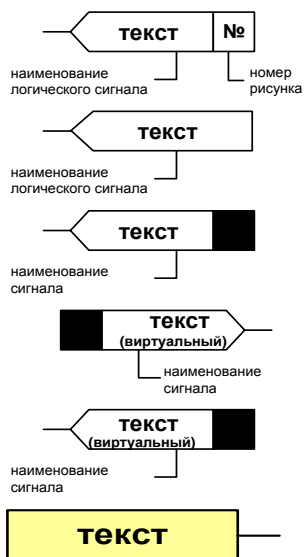 текст №
наименование
логического сигнала
номер
рисунка
текст
наименование
логического сигнала
текст
наименование
сигнала
текст
(виртуальный)
наименование
сигнала
текст
(виртуальный)
наименование
сигнала
текст